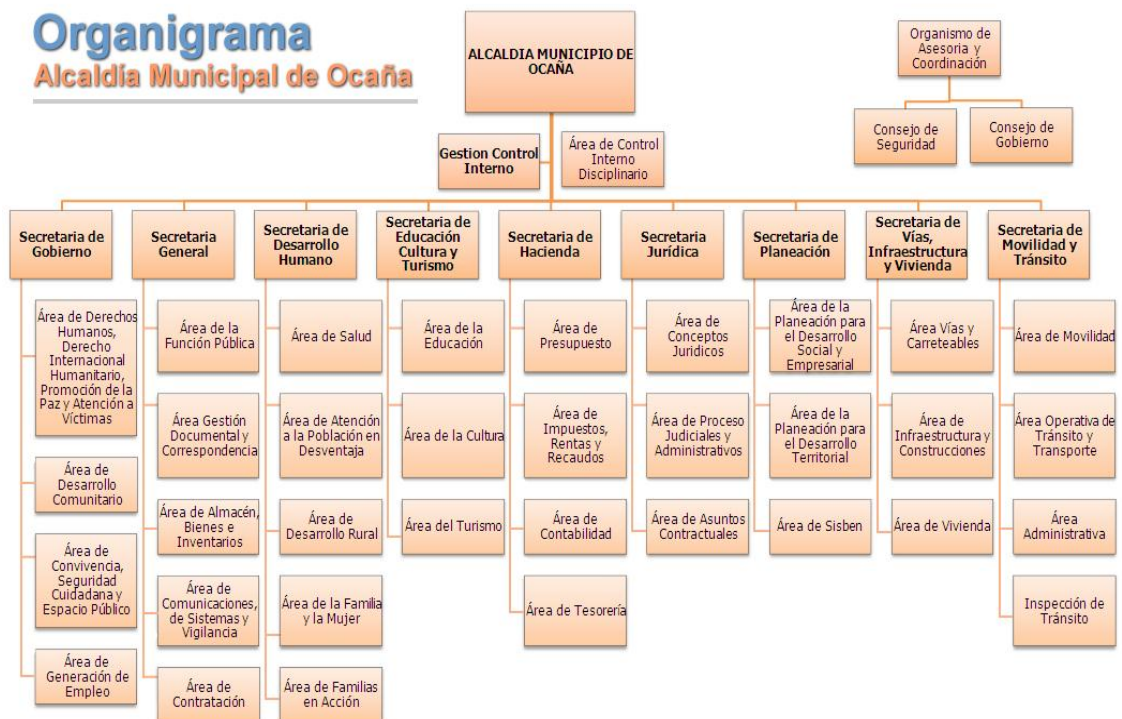 Organigrama
Alcaldía Municipal de Ocaña
ALCALDIA MUNICIPIO DE
OCAÑA
Organismo de
Asesoria y
Coordinación
Consejo de
Seguridad
Consejo de
Gobierno
Gestion Control
Interno
Área de Control
Interno
Disciplinario
Secretaria de
Gobierno
Secretaria
General
Secretaria de
Desarrollo
Humano
Secretaria de
Educación
Cultura y
Turismo
Secretaria de
Hacienda
Secretaria
Jurídica
Secretaria de
Planeación
Secretaria de
Vías,
Infraestructura
y Vivienda
Secretaria de
Movilidad y
Tránsito
Área de Derechos
Humanos,
Derecho
Internacional
Humanitario,
Promoción de la
Paz y Atención a
Víctimas
Área de
Desarrollo
Comunitario
Área de
Convivencia,
Seguridad
Cuidadana y
Espacio Público
Área de
Generación de
Empleo
Área de la
Función Pública
Área Gestión
Documental y
Correspondencia
Área de Almacén,
Bienes e
Inventarios
Área de
Comunicaciones,
de Sistemas y
Vigilancia
Área de
Contratación
Área de Salud
Área de Atención
a la Población en
Desventaja
Área de
Desarrollo Rural
Área de la Familia
y la Mujer
Área de Familias
en Acción
Área de la
Educación
Área de la Cultura
Área del Turismo
Área de
Presupuesto
Área de
Impuestos,
Rentas y
Recaudos
Área de
Contabilidad
Área de Tesorería
Área de
Conceptos
Juridicos
Área de Proceso
Judiciales y
Administrativos
Área de Asuntos
Contractuales
Área de la
Planeación para
el Desarrollo
Social y
Empresarial
Área de la
Planeación para
el Desarrollo
Territorial
Área de Sisben
Área Vías y
Carreteables
Área de
Infraestructura y
Construcciones
Área de Vivienda
Área de Movilidad
Área Operativa de
Tránsito y
Transporte
Área
Administrativa
Inspección de
Tránsito